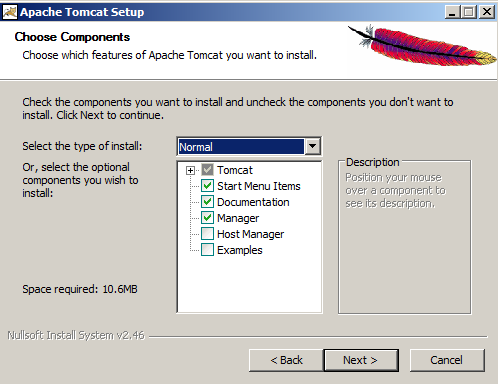 Apache Tomcat Setup
Choose Components
Choose which features of Apache Tomcat you want to install.
Check the components you want to install and uncheck the components you don't want to
install. Click Next to continue.
Select the type of install:
Normal
Or, select the optional
components you wish to
install:
Tomcat
Start Menu Items
Documentation
Manager
Host Manager
Examples
Description
Position your mouse
over a component to
see its description.
Space required: 10.6MB
Nullsoft Install System v2.46
< Back
Next >
Cancel